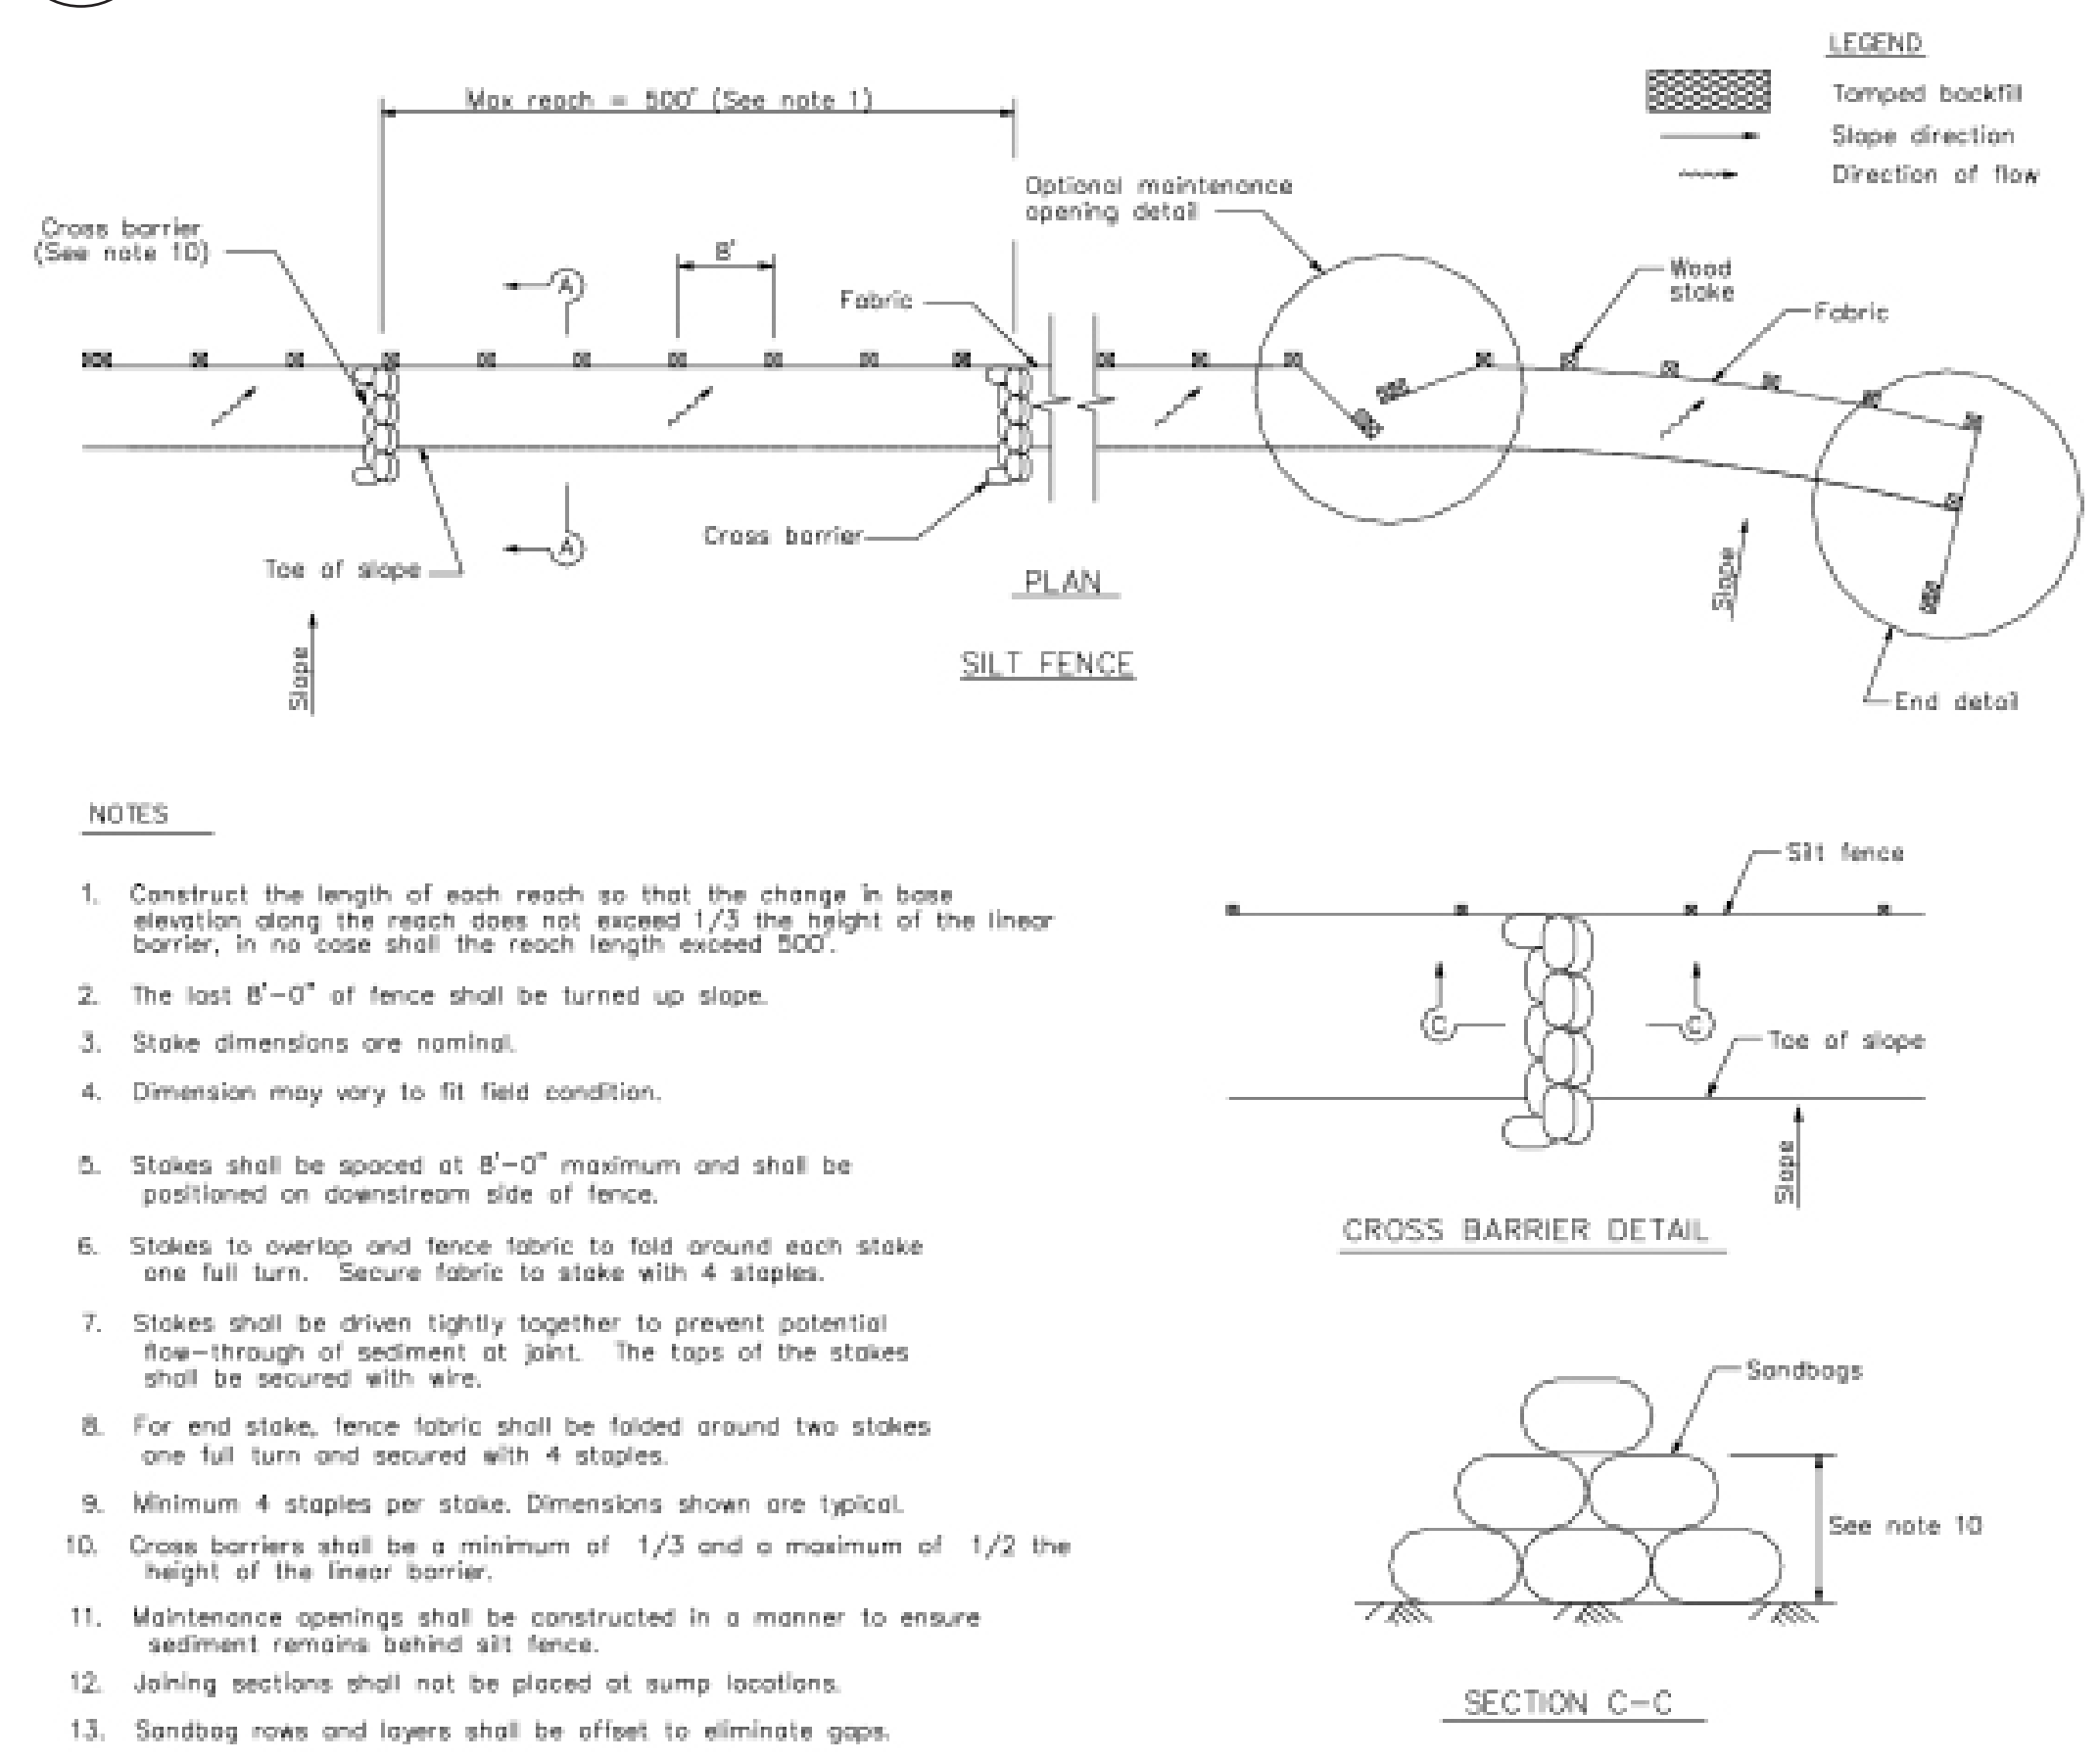 LEGEND
Tamped backfill
Slope direction
Direction of flow
Max reach = 500' (See note 1)
Optional maintenance
opening detail
Cross barrier
(See note 10)
8'
A
Fabric
Wood
stake
Fabric
Cross barrier
A
Toe of slope
PLAN
Slope
Slope
SILT FENCE
End detail
NOTES
1. Construct the length of each reach so that the change in base
elevation along the reach does not exceed 1/3 the height of the linear
barrier, in no case shall the reach length exceed 500'.
2. The last 8'-0" of fence shall be turned up slope.
3. Stake dimensions are nominal.
4. Dimension may vary to fit field condition.
5. Stakes shall be spaced at 8'-0" maximum and shall be
positioned on downstream side of fence.
6. Stakes to overlap and fence fabric to fold around each stake
one full turn. Secure fabric to stake with 4 staples.
7. Stakes shall be driven tightly together to prevent potential
flow-through of sediment at joint. The tops of the stakes
shall be secured with wire.
8. For end stake, fence fabric shall be folded around two stakes
one full turn and secured with 4 staples.
9. Minimum 4 staples per stake. Dimensions shown are typical.
10. Cross barriers shall be a minimum of 1/3 and a maximum of 1/2 the
height of the linear barrier.
11. Maintenance openings shall be constructed in a manner to ensure
sediment remains behind silt fence.
12. Joining sections shall not be placed at sump locations.
13. Sandbag rows and layers shall be offset to eliminate gaps.
Silt fence
C
C
Toe of slope
Slope
CROSS BARRIER DETAIL
Sandbags
See note 10
SECTION C-C